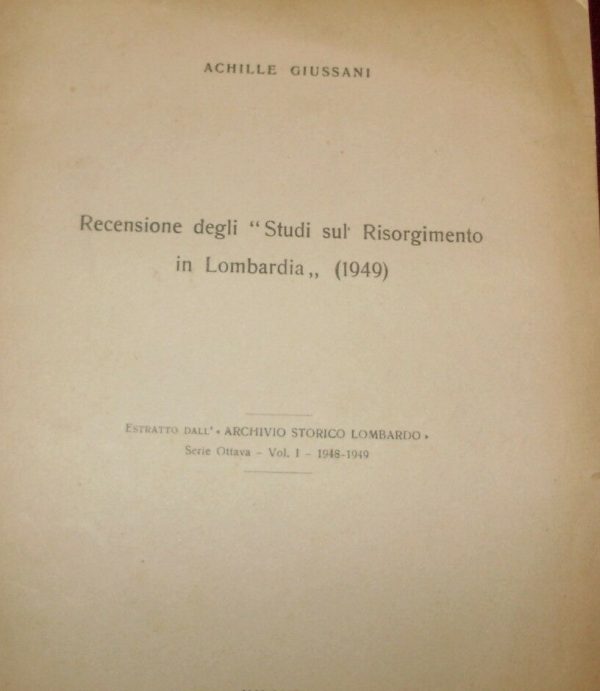 ACHILLE GIUSSANI
Recensione degli “Studi sul Risorgimento
in Lombardia„ (1949)
ESTRATTO DALL' « ARCHIVIO STORICO LOMBARDO »
Serie Ottava – Vol. I – 1948-1949